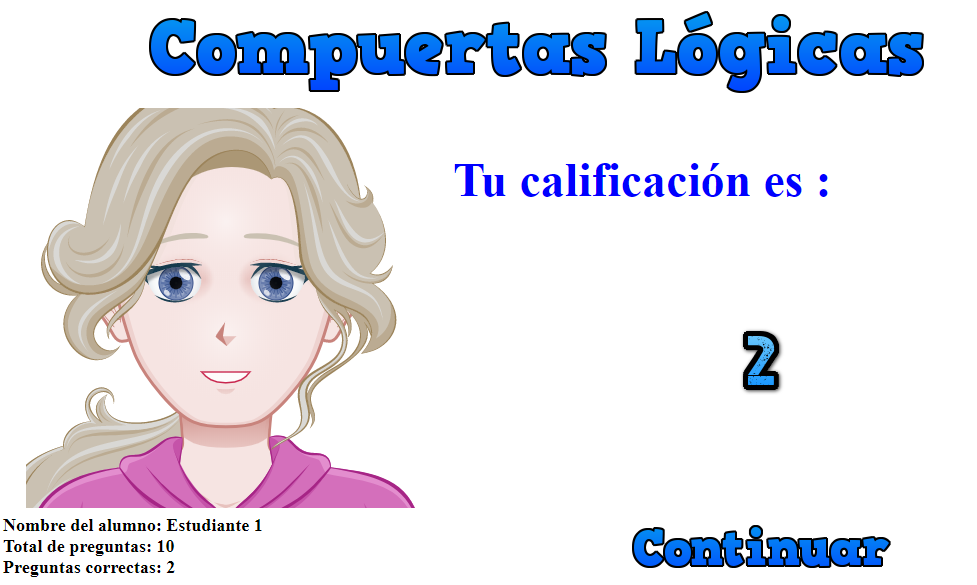 Compuertas Lógicas
Tu calificación es :
2
Nombre del alumno: Estudiante 1
Total de preguntas: 10
Preguntas correctas: 2
Continuar